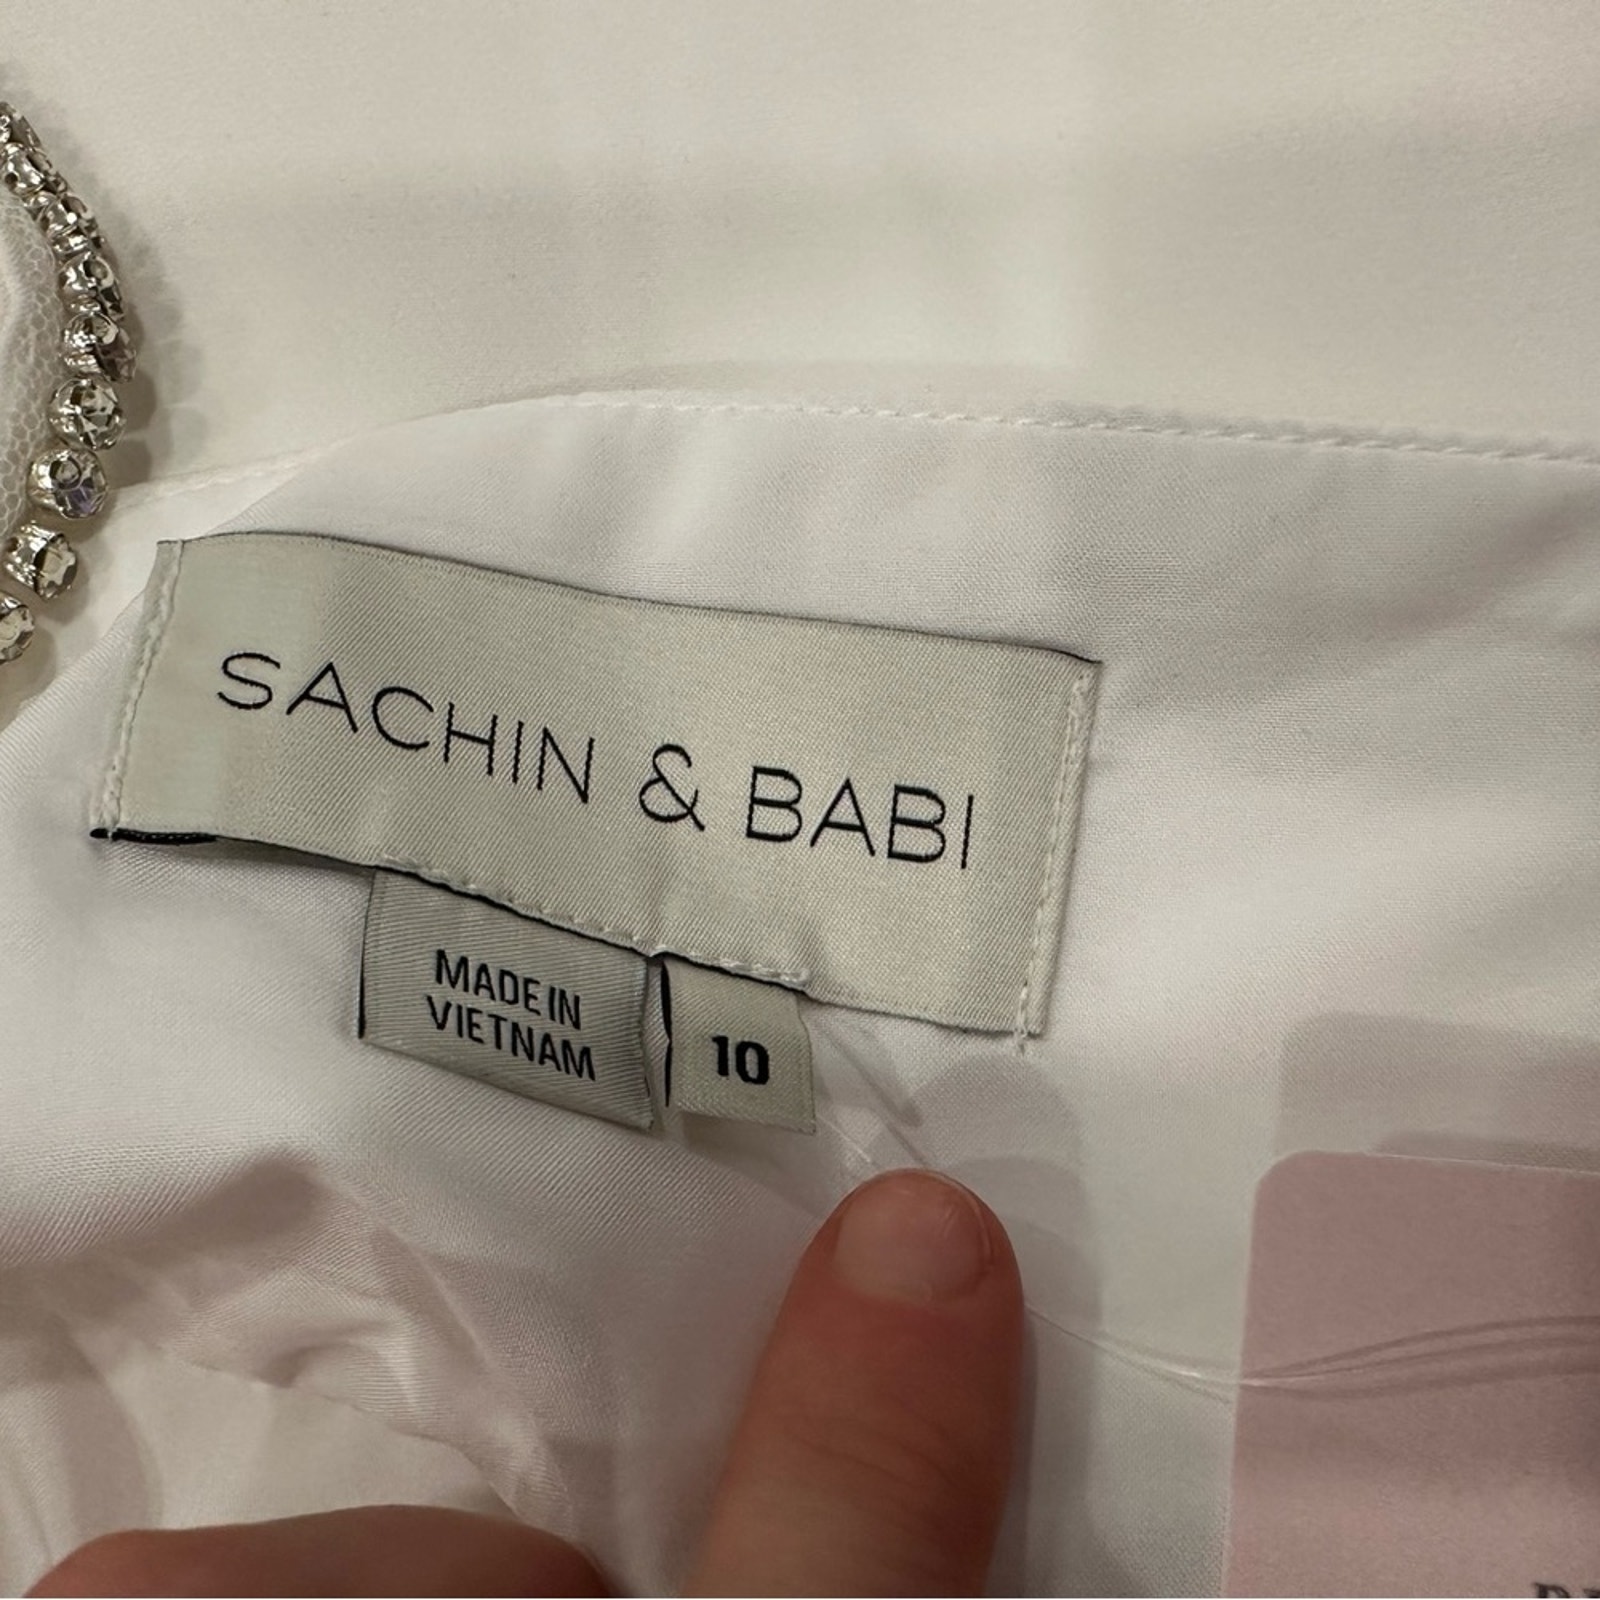 SACHIN & BABI
MADE IN
VIETNAM
10